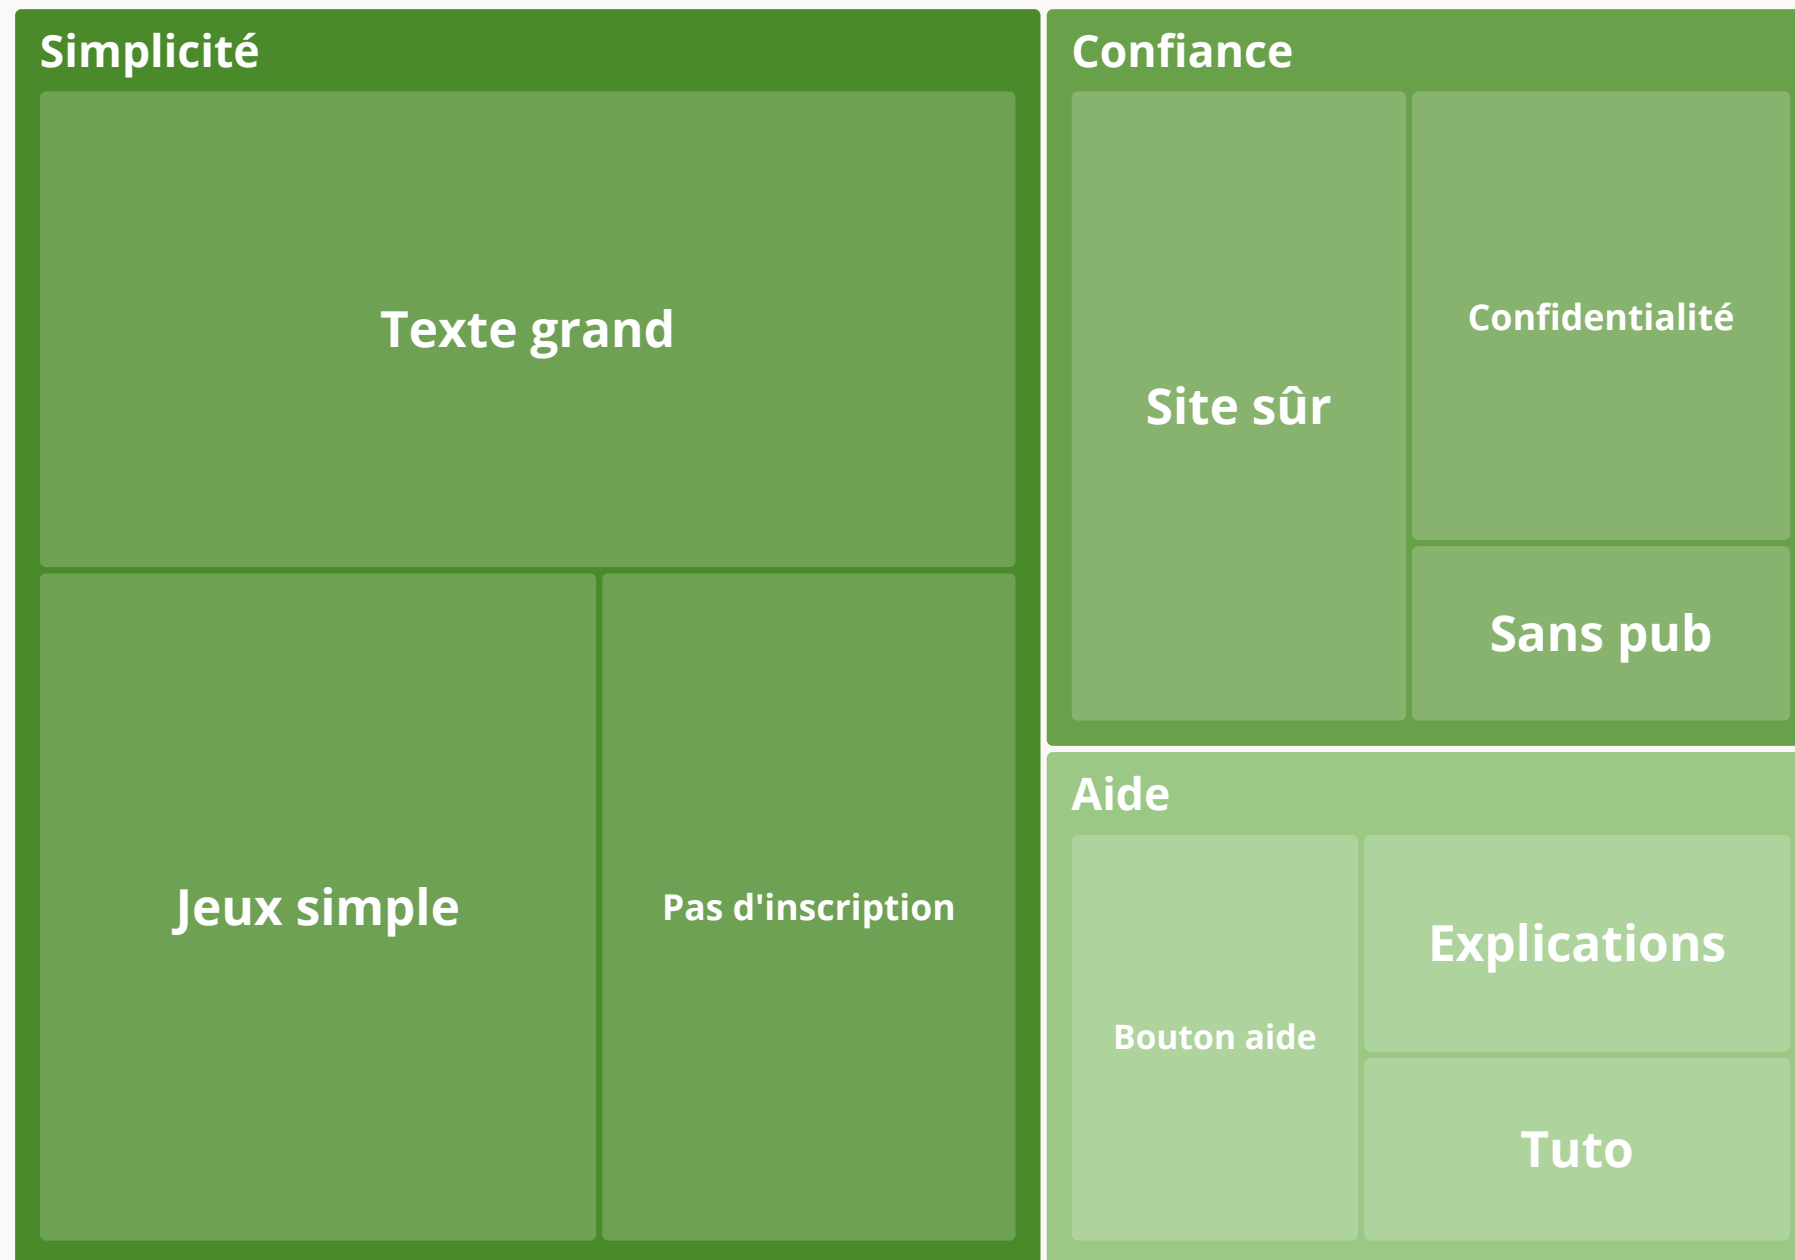 Simplicité
Texte grand
Jeux simple
Pas d'inscription
Confiance
Site sûr
Confidentialité
Sans pub
Aide
Bouton aide
Explications
Tuto